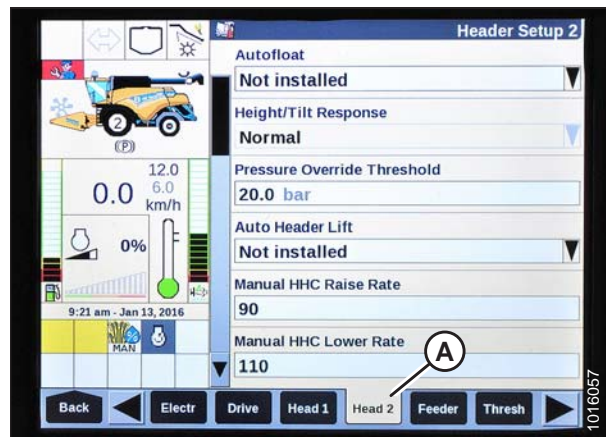 Header Setup 2
Autofloat
Not installed
Height/Tilt Response
Normal
Pressure Override Threshold
20.0 bar
Auto Header Lift
Not installed
Manual HHC Raise Rate
90
Manual HHC Lower Rate
110
2
(P)
12.0
0.0 6.0
km/h
0%
9:21 am - Jan 13, 2016
MAN
A
Back Electr Drive Head 1 Head 2 Feeder Thresh
1016057